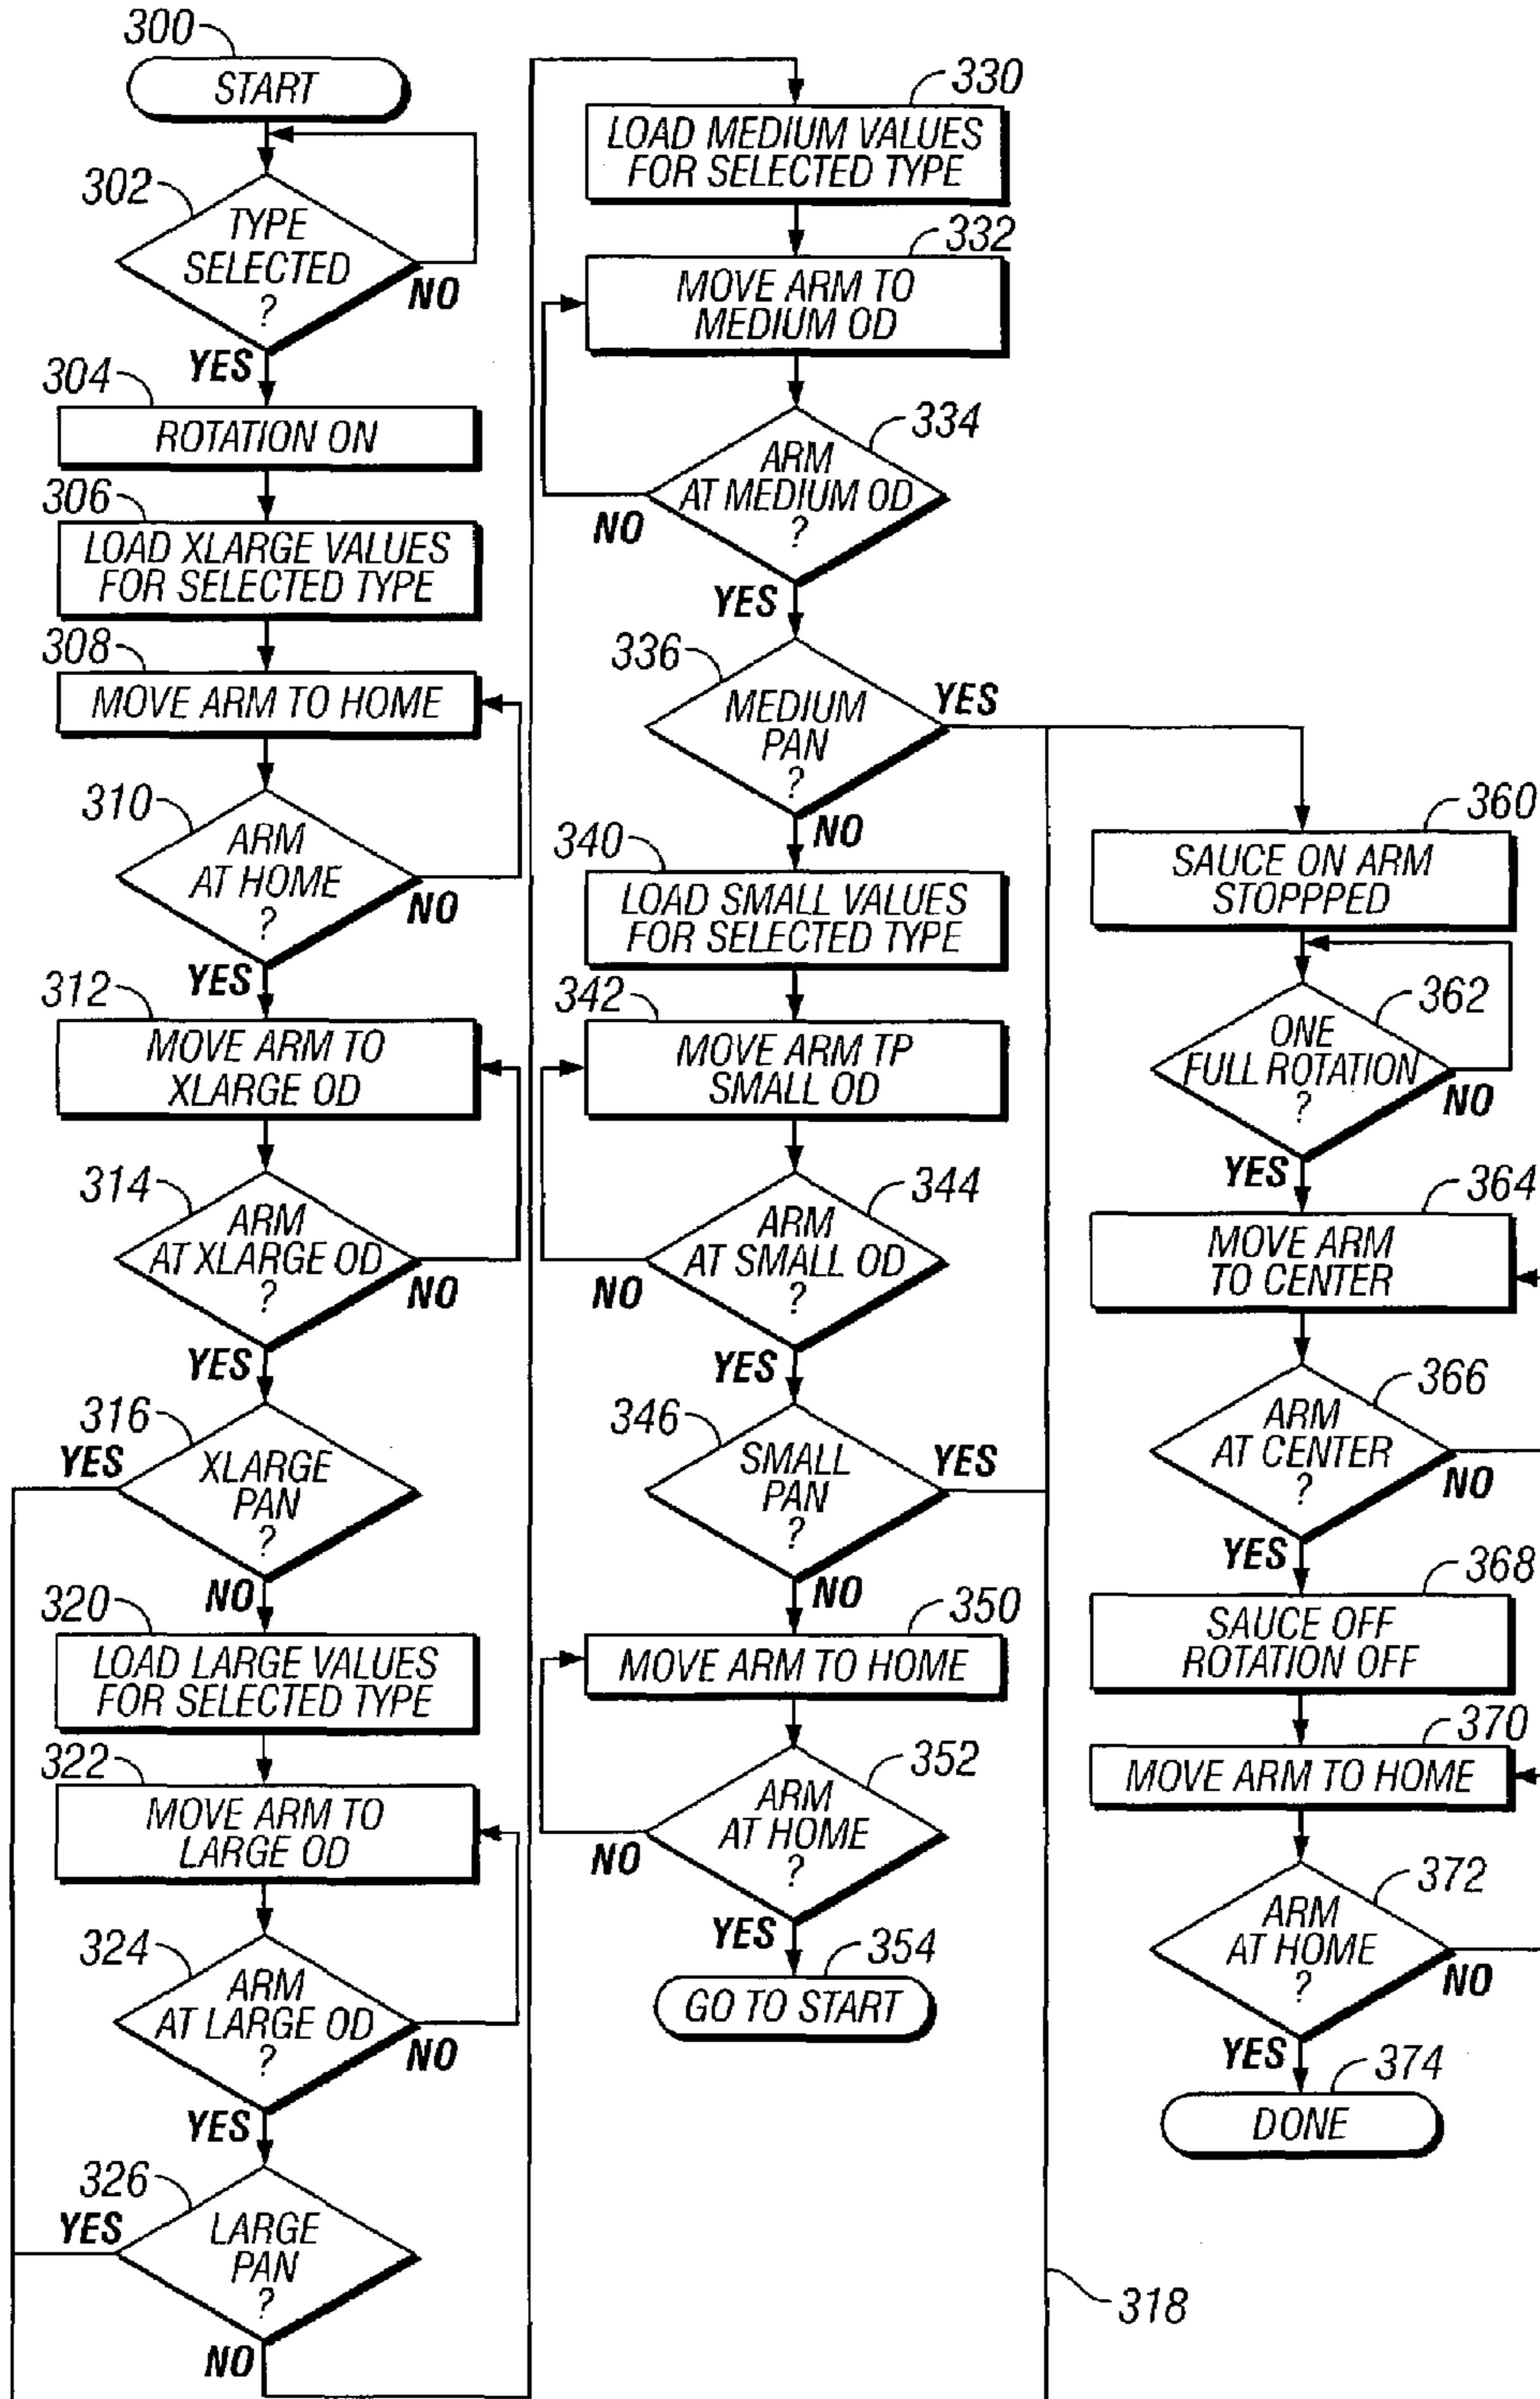 300
START
302
TYPE
SELECTED
?
NO
YES
304
ROTATION ON
306
LOAD XLARGE VALUES
FOR SELECTED TYPE
308
MOVE ARM TO HOME
310
ARM
AT HOME
?
NO
YES
312
MOVE ARM TO
XLARGE OD
314
ARM
AT XLARGE OD
?
NO
YES
316
YES
XLARGE
PAN
?
NO
320
LOAD LARGE VALUES
FOR SELECTED TYPE
322
MOVE ARM TO
LARGE OD
324
ARM
AT LARGE OD
?
NO
YES
326
YES
LARGE
PAN
?
NO
330
LOAD MEDIUM VALUES
FOR SELECTED TYPE
332
MOVE ARM TO
MEDIUM OD
334
ARM
AT MEDIUM OD
?
NO
YES
336
MEDIUM
PAN
?
YES
NO
340
LOAD SMALL VALUES
FOR SELECTED TYPE
342
MOVE ARM TP
SMALL OD
344
ARM
AT SMALL OD
?
NO
YES
346
SMALL
PAN
?
YES
NO
350
MOVE ARM TO HOME
352
ARM
AT HOME
?
NO
YES
354
GO TO START
360
SAUCE ON ARM
STOPPPED
362
ONE
FULL ROTATION
?
NO
YES
364
MOVE ARM
TO CENTER
366
ARM
AT CENTER
?
NO
YES
368
SAUCE OFF
ROTATION OFF
370
MOVE ARM TO HOME
372
ARM
AT HOME
?
NO
YES
374
DONE
318